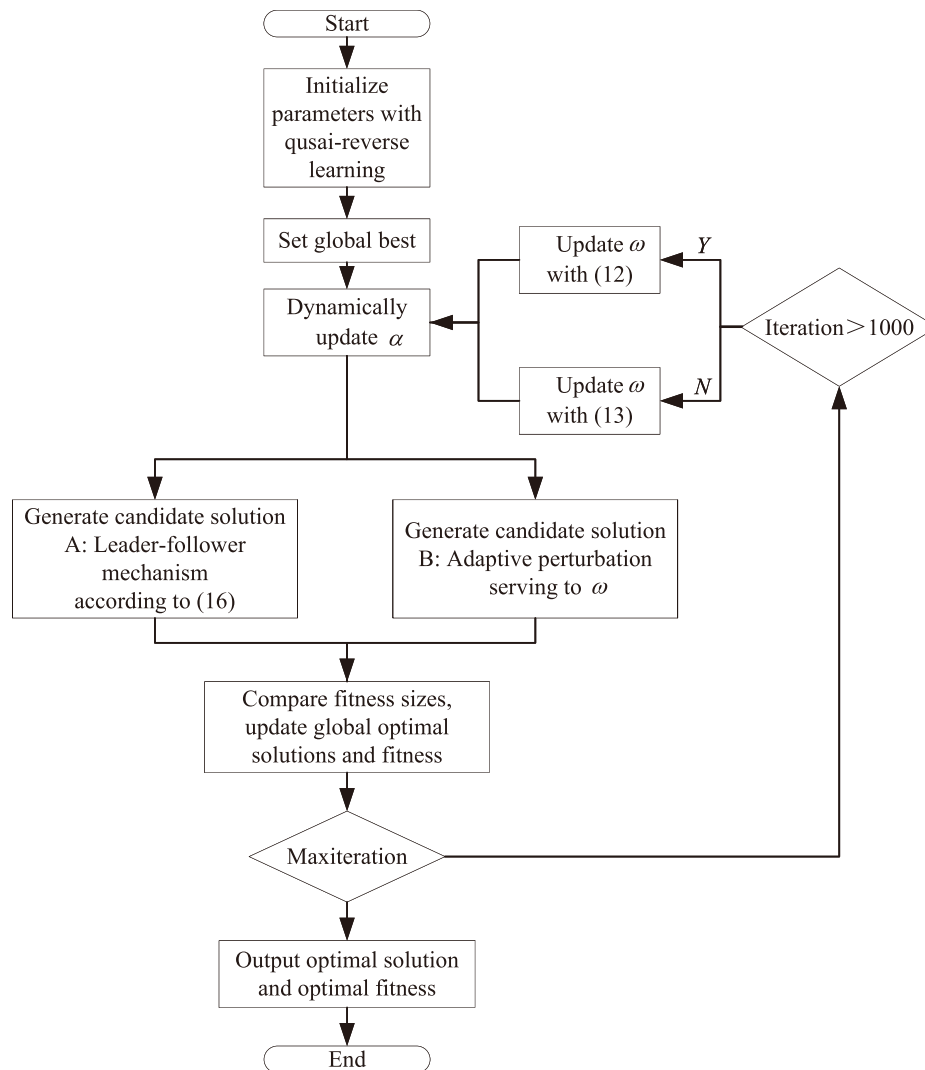 Start
Initialize
parameters with
qusai-reverse
learning
Set global best
Dynamically
update α
Update ω
with (12)
Y
Iteration>1000
Update ω
with (13)
N
Generate candidate solution
A: Leader-follower
mechanism
according to (16)
Generate candidate solution
B: Adaptive perturbation
serving to ω
Compare fitness sizes,
update global optimal
solutions and fitness
Maxiteration
Output optimal solution
and optimal fitness
End